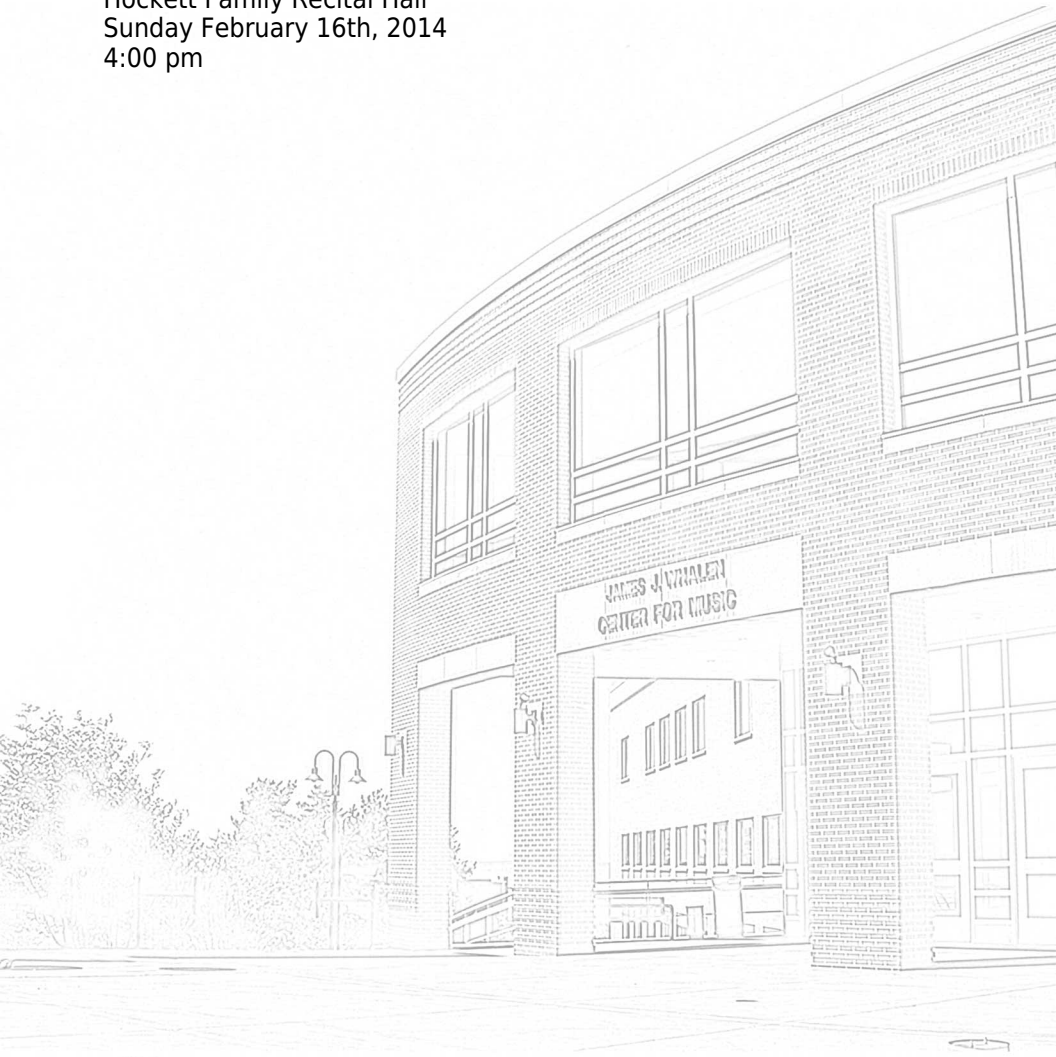 Hockett Family Recital Hall
Sunday February 16th, 2014
4:00 pm
JAMES J. WHALEN
CENTER FOR MUSIC